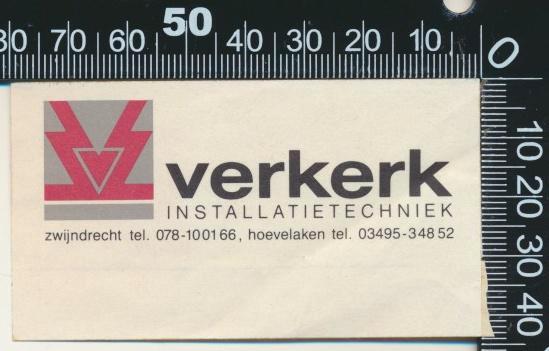 80 70 60 50 40 30 20 10 0
verkerk
INSTALLATIETECHNIEK
zwijndrecht tel. 078-100166, hoevelaken tel. 03495-34852
10 20 30 40